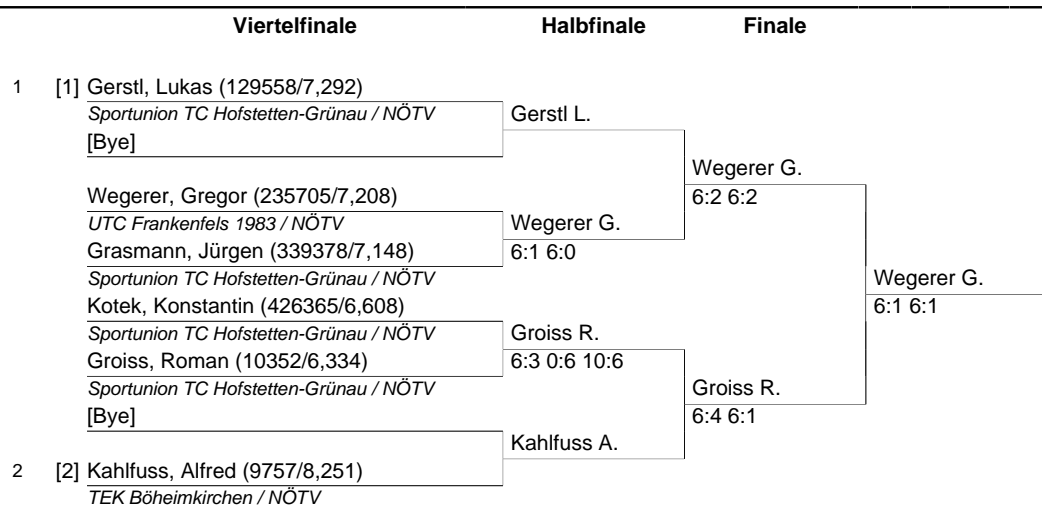 Viertelfinale Halbfinale Finale
1 [1] Gerstl, Lukas (129558/7,292)
Sportunion TC Hofstetten-Grünau / NÖTV Gerstl L.
[Bye]
Wegerer G.
Wegerer, Gregor (235705/7,208) 6:2 6:2
UTC Frankenfels 1983 / NÖTV Wegerer G.
Grasmann, Jürgen (339378/7,148) 6:1 6:0
Sportunion TC Hofstetten-Grünau / NÖTV Wegerer G.
Kotek, Konstantin (426365/6,608) 6:1 6:1
Sportunion TC Hofstetten-Grünau / NÖTV Groiss R.
Groiss, Roman (10352/6,334) 6:3 0:6 10:6
Sportunion TC Hofstetten-Grünau / NÖTV Groiss R.
[Bye] 6:4 6:1
Kahlfuss A.
2 [2] Kahlfuss, Alfred (9757/8,251)
TEK Böheimkirchen / NÖTV